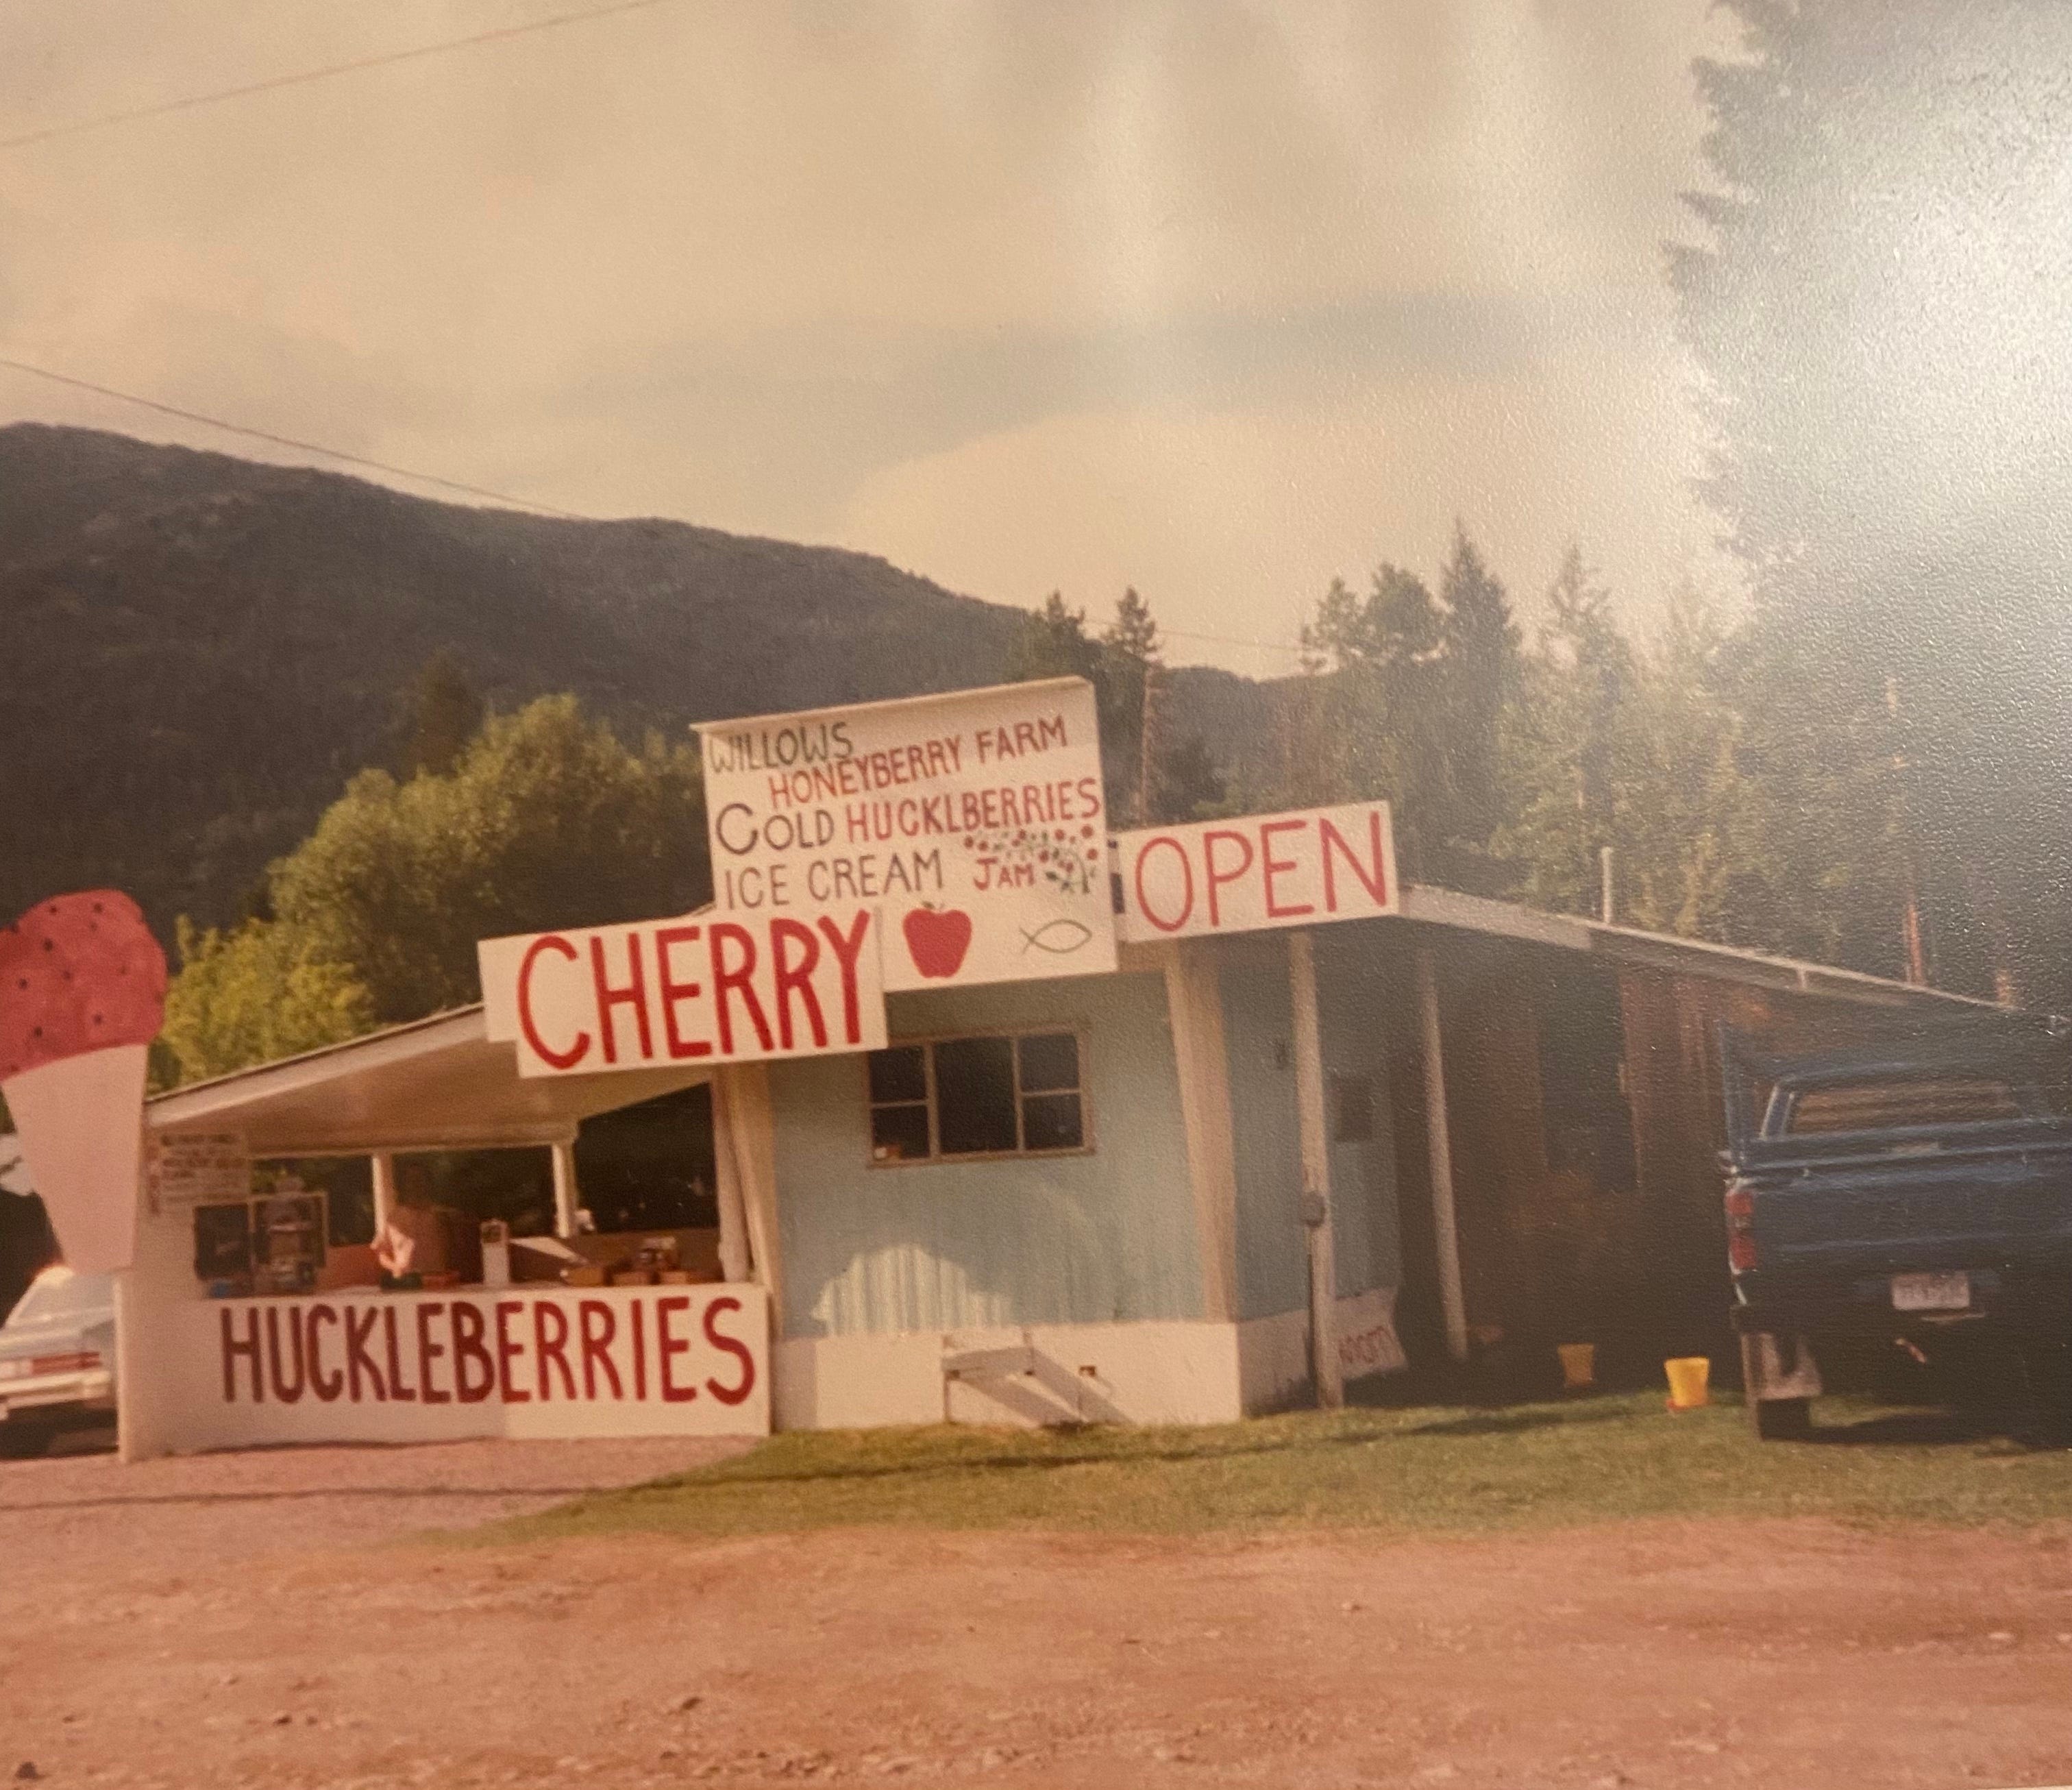 WILLOWS
HONEYBERRY FARM
COLD HUCKLBERRIES
ICE CREAM JAM
OPEN
CHERRY
HUCKLEBERRIES